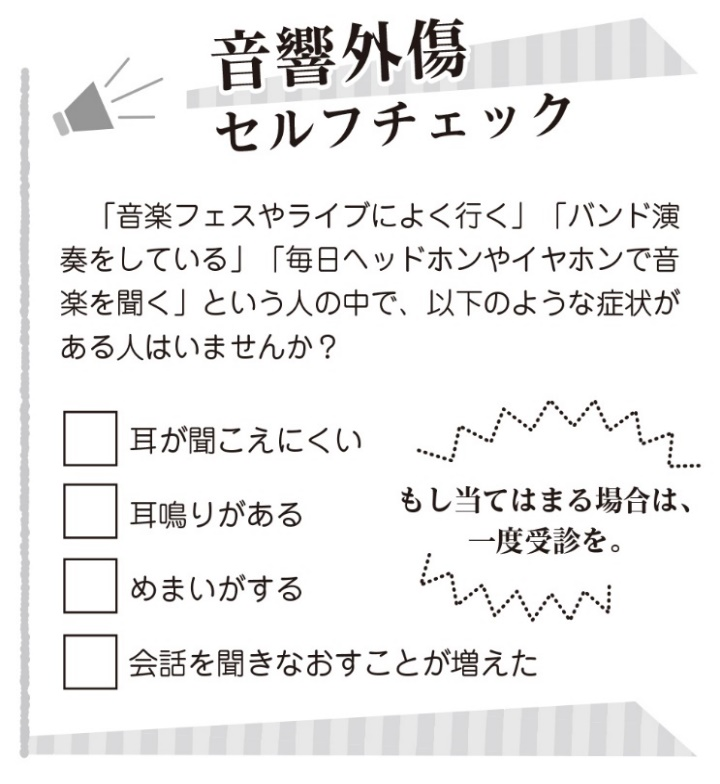 音響外傷
セルフチェック
「音楽フェスやライブによく行く」「バンド演
奏をしている」「毎日ヘッドホンやイヤホンで音
楽を聞く」という人の中で、以下のような症状が
ある人はいませんか？
耳が聞こえにくい
耳鳴りがある
めまいがする
会話を聞きなおすことが増えた
もし当てはまる場合は、
一度受診を。